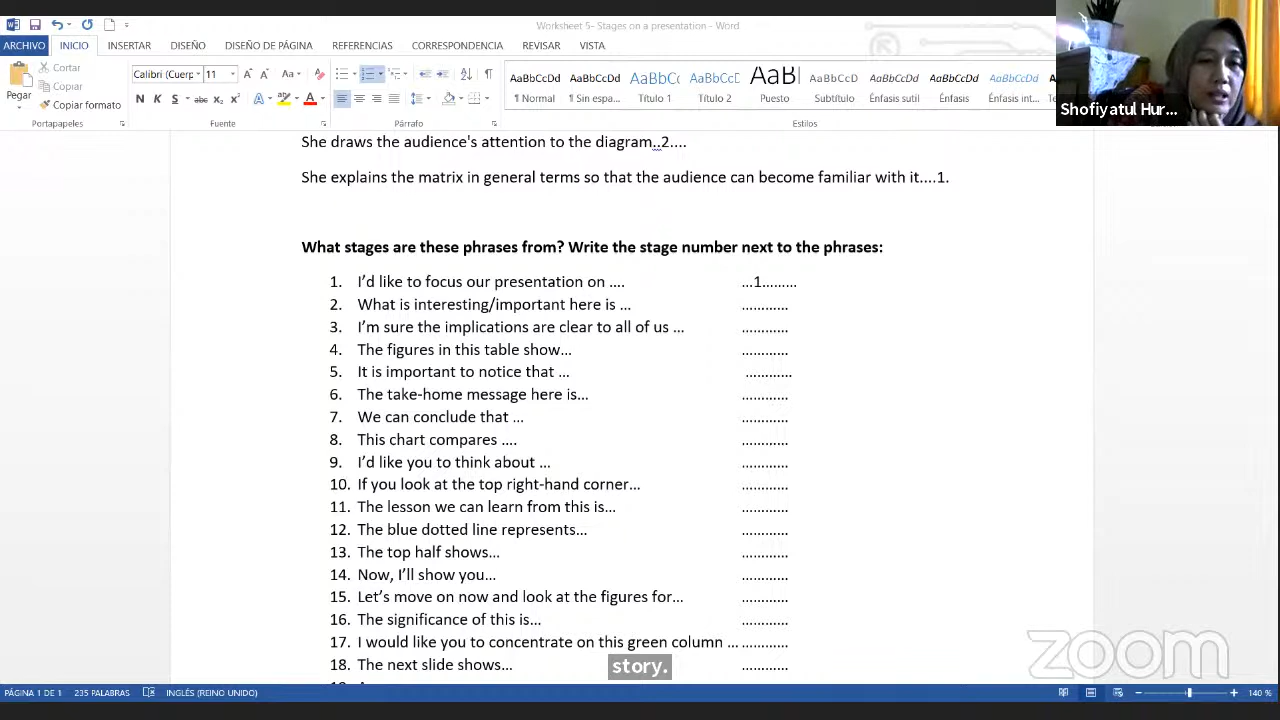 Worksheet 5- Stages on a presentation - Word
ARCHIVO INICIO INSERTAR DISEÑO DISEÑO DE PÁGINA REFERENCIAS CORRESPONDENCIA REVISAR VISTA
Shofiyatul Hur...
Pegar
Cortar
Copiar
Copiar formato
Portapapeles
Calibri (Cuerp 11
N K S abc x₂ x²
Fuente
Párrafo
AaBbCcDd AaBbCcDd AaBbC( AaBbCcD AaB AaBbCcD AaBbCcDd AaBbCcDd AaBbCcDd
¶ Normal ¶ Sin espa... Título 1 Título 2 Puesto Subtítulo Énfasis sutil Énfasis Énfasis int...
Estilos
She draws the audience's attention to the diagram..2....
She explains the matrix in general terms so that the audience can become familiar with it....1.
What stages are these phrases from? Write the stage number next to the phrases:
1. I'd like to focus our presentation on .... ...1.........
2. What is interesting/important here is ... ............
3. I'm sure the implications are clear to all of us ... ............
4. The figures in this table show... ............
5. It is important to notice that ... ............
6. The take-home message here is... ............
7. We can conclude that ... ............
8. This chart compares .... ............
9. I'd like you to think about ... ............
10. If you look at the top right-hand corner... ............
11. The lesson we can learn from this is... ............
12. The blue dotted line represents... ............
13. The top half shows... ............
14. Now, I'll show you... ............
15. Let's move on now and look at the figures for... ............
16. The significance of this is... ............
17. I would like you to concentrate on this green column ... ............
18. The next slide shows... ............
story.
zoom
PÁGINA 1 DE 1 235 PALABRAS INGLÉS (REINO UNIDO) 140 %